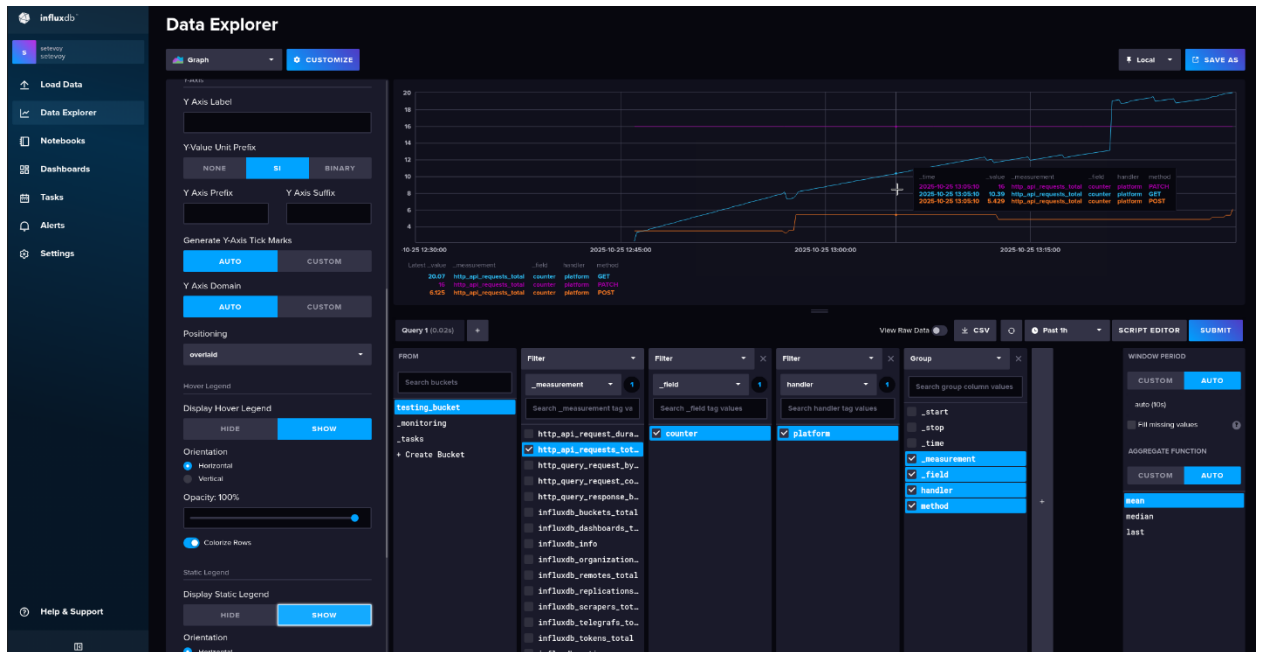 influxdb
s
setevoy
setevoy
Load Data
Data Explorer
Notebooks
Dashboards
Tasks
Alerts
Settings
Help & Support
Data Explorer
Graph
CUSTOMIZE
Local
SAVE AS
Y Axis Label
Y-Value Unit Prefix
NONE SI BINARY
Y Axis Prefix Y Axis Suffix
Generate Y-Axis Tick Marks
AUTO CUSTOM
Y Axis Domain
AUTO CUSTOM
Positioning
overlaid
Hover Legend
Display Hover Legend
HIDE SHOW
Orientation
Horizontal
Vertical
Opacity: 100%
Colorize Rows
Static Legend
Display Static Legend
HIDE SHOW
Orientation
Horizontal
20
18
16
14
12
10
8
6
4
-10-25 12:30:00 2025-10-25 12:45:00 2025-10-25 13:00:00 2025-10-25 13:15:00
_time _value _measurement _field handler method
2025-10-25 13:05:10 16 http_api_requests_total counter platform PATCH
2025-10-25 13:05:10 10.39 http_api_requests_total counter platform GET
2025-10-25 13:05:10 5.429 http_api_requests_total counter platform POST
Latest _value _measurement _field handler method
20.07 http_api_requests_total counter platform GET
16 http_api_requests_total counter platform PATCH
6.125 http_api_requests_total counter platform POST
Query 1 (0.02s) +
View Raw Data CSV Past 1h SCRIPT EDITOR SUBMIT
FROM
Search buckets
testing_bucket
_monitoring
_tasks
+ Create Bucket
Filter
_measurement 1
Search _measurement tag va
http_api_request_dura…
http_api_requests_tot…
http_query_request_by…
http_query_request_co…
http_query_response_b…
influxdb_buckets_total
influxdb_dashboards_t…
influxdb_info
influxdb_organization…
influxdb_remotes_total
influxdb_replications…
influxdb_scrapers_tot…
influxdb_telegrafs_to…
influxdb_tokens_total
Filter ×
_field 1
Search _field tag values
counter
Filter ×
handler 1
Search handler tag values
platform
Group ×
Search group column values
_start
_stop
_time
_measurement
_field
handler
method
+
WINDOW PERIOD
CUSTOM AUTO
auto (10s)
Fill missing values ?
AGGREGATE FUNCTION
CUSTOM AUTO
mean
median
last